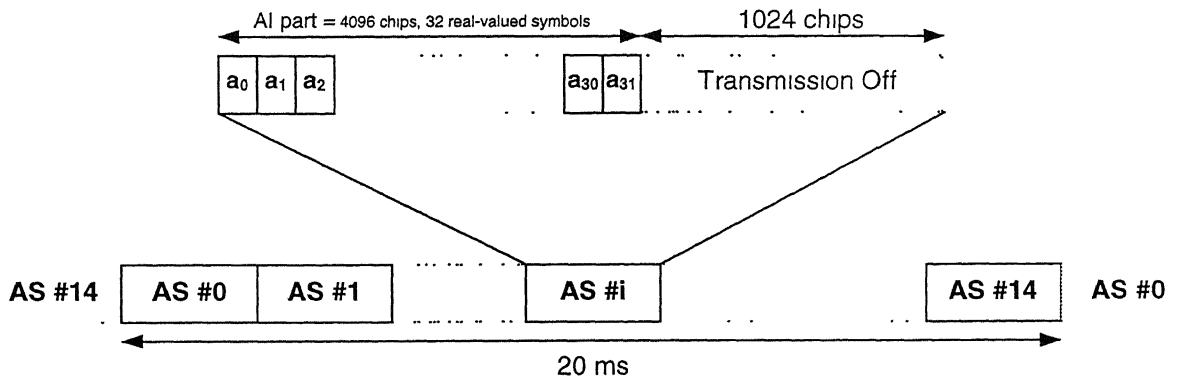 AI part = 4096 chips, 32 real-valued symbols 1024 chips
a0 a1 a2 a30 a31 Transmission Off
AS #14 AS #0 AS #1 AS #i AS #14 AS #0
20 ms